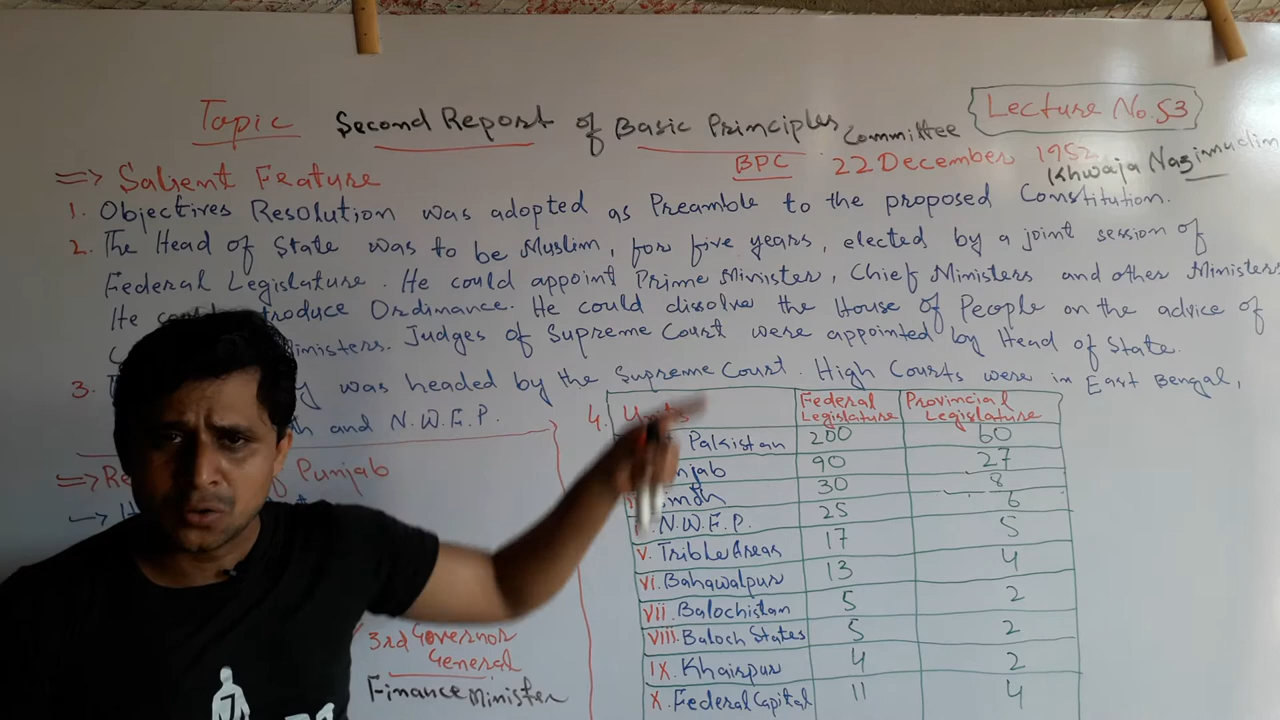 Topic Second Report of Basic Principles Committee
Lecture No.53
BPC 22 December 1952
Khwaja Nazimudin
=> Salient Feature
1. Objectives Resolution was adopted as Preamble to the proposed Constitution.
2. The Head of State was to be Muslim, for five years, elected by a joint session of
Federal Legislature. He could appoint Prime Minister, Chief Ministers and other Ministers
He introduce Ordinance. He could dissolve the House of People on the advice of
Ministers. Judges of Supreme Court were appointed by Head of State.
3. was headed by the Supreme Court. High Courts were in East Bengal,
and N.W.F.P.
4. Units Federal Legislature Provincial Legislature
Pakistan 200 60
90 27
Sindh 30 8
N.W.F.P. 25 6
v. Trible Areas 17 5
vi. Bahawalpur 13 4
vii. Balochistan 5 2
viii. Baloch States 5 2
ix. Khairpur 4 2
x. Federal Capital 11 4
=> of Punjab
3rd Governor
General
Finance Minister
7